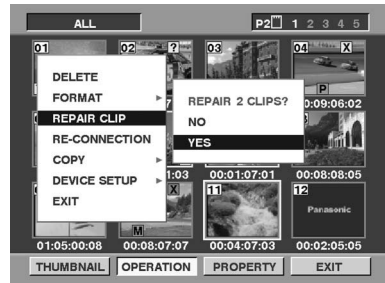 ALL
P2 1 2 3 4 5
01 02 ? 03 04 X
DELETE
FORMAT
REPAIR CLIP
RE-CONNECTION
COPY
DEVICE SETUP
EXIT
REPAIR 2 CLIPS?
NO
YES
P
0:09:06:02
1:03 00:01:07:01 00:08:08:05
X 11 12
M
Panasonic
01:05:00:08 00:08:07:07 00:04:07:03 00:02:05:05
THUMBNAIL OPERATION PROPERTY EXIT